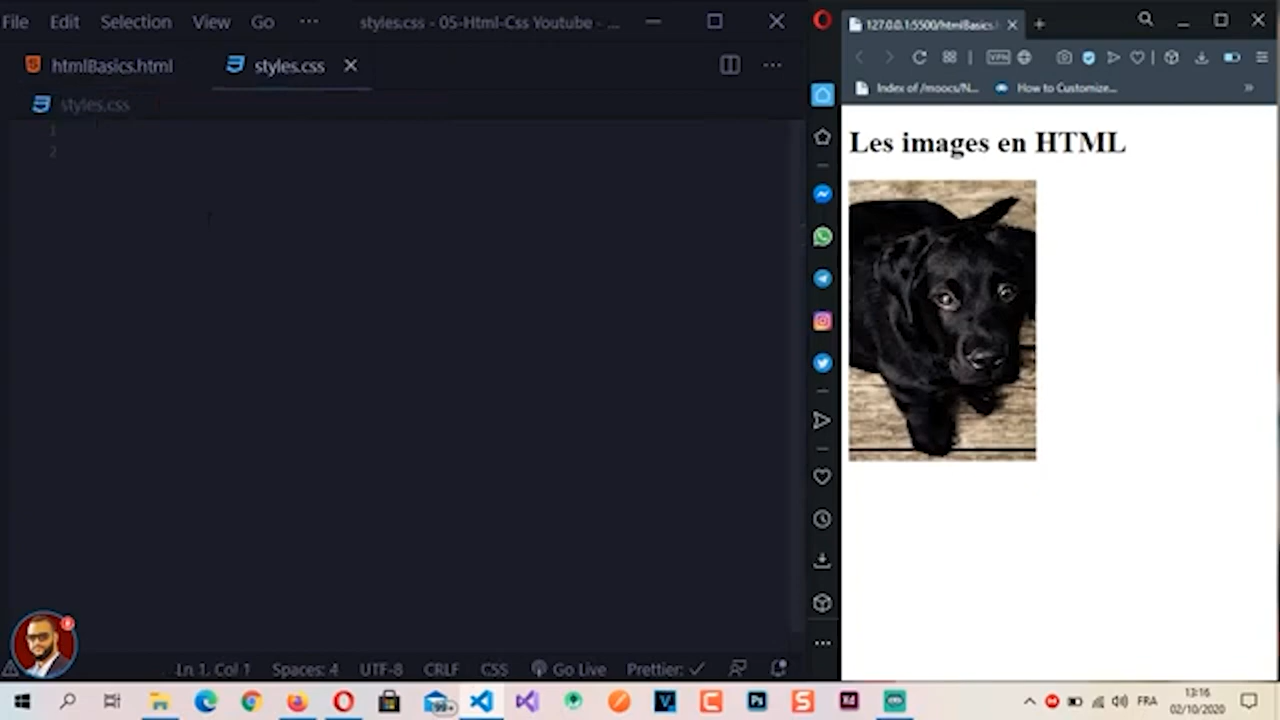 File Edit Selection View Go ··· styles.css - 05-Html-Css Youtube - ...
htmlBasics.html styles.css
styles.css
1
2
Ln 1, Col 1 Spaces: 4 UTF-8 CRLF CSS Go Live Prettier: ✓
127.0.0.1:5500/htmlBasics.
VPN
Index of /moocs/N... How to Customize... »
Les images en HTML
99+
FRA
13:16
02/10/2020